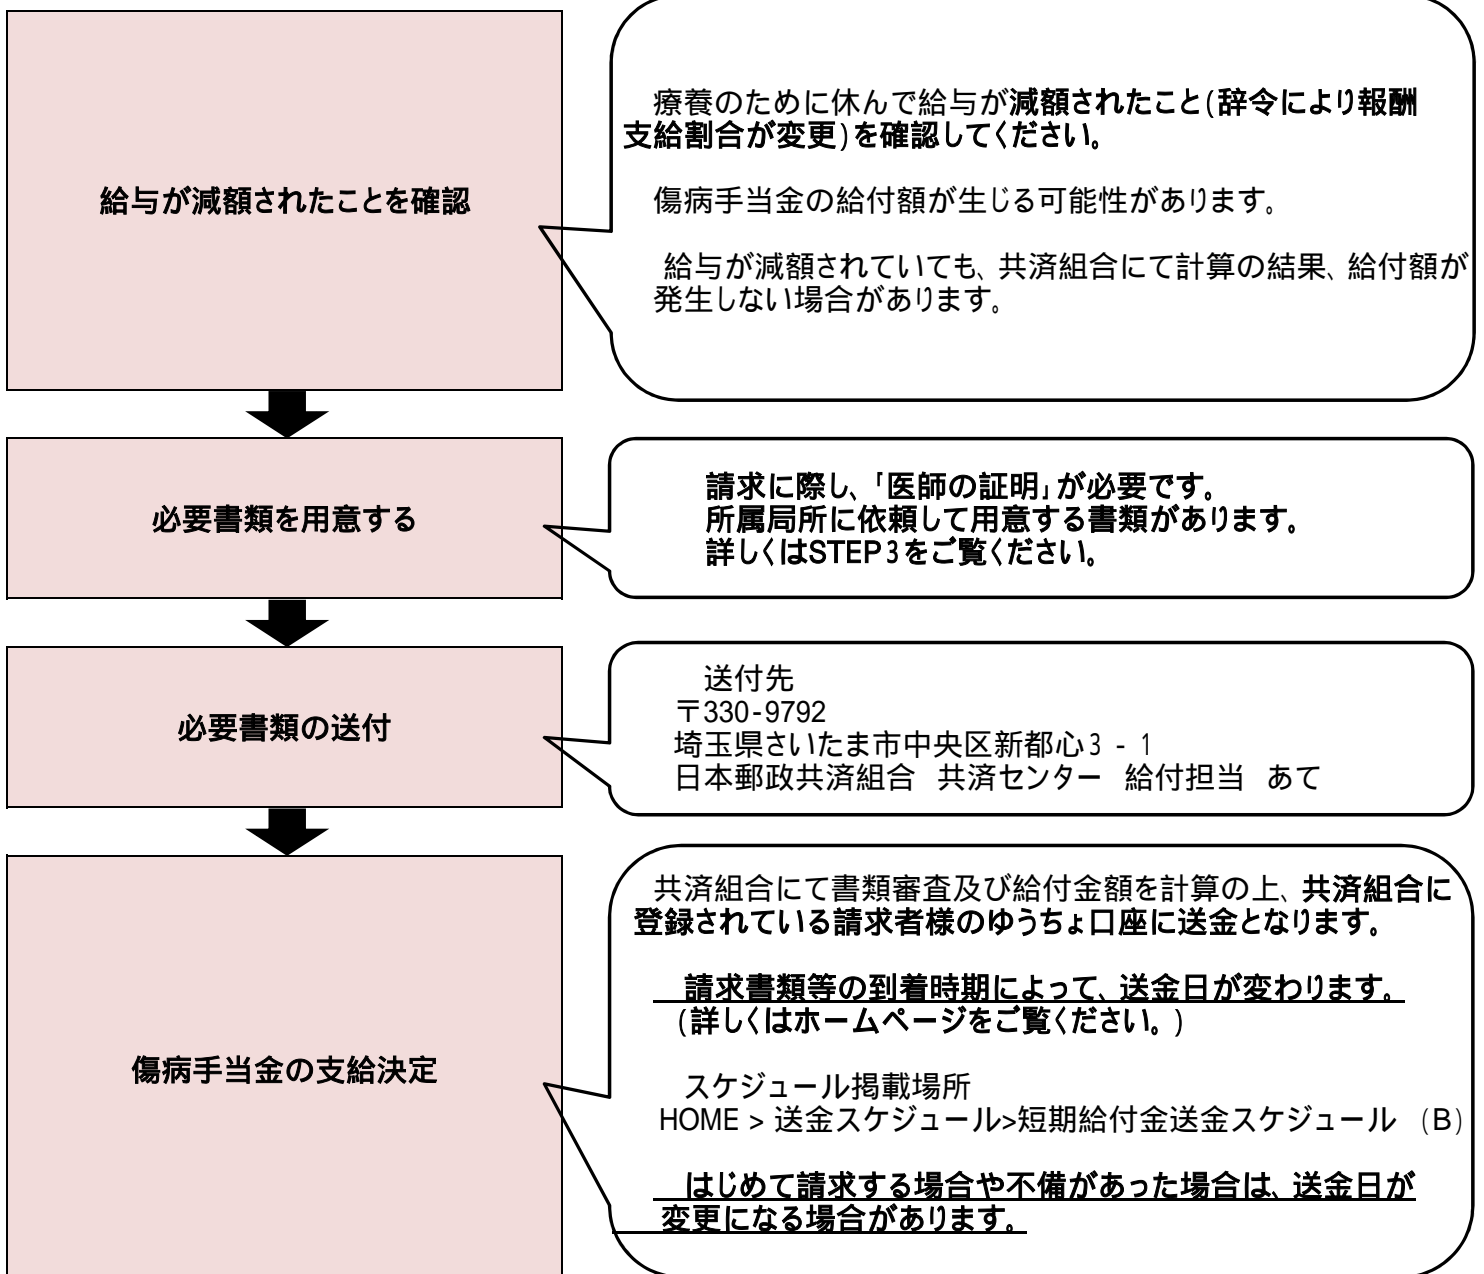 給与が減額されたことを確認
療養のために休んで給与が減額されたこと(辞令により報酬
支給割合が変更)を確認してください。
傷病手当金の給付額が生じる可能性があります。
給与が減額されていても、共済組合にて計算の結果、給付額が
発生しない場合があります。
必要書類を用意する
請求に際し、「医師の証明」が必要です。
所属局所に依頼して用意する書類があります。
詳しくはSTEP3をご覧ください。
必要書類の送付
送付先
〒330-9792
埼玉県さいたま市中央区新都心3 - 1
日本郵政共済組合 共済センター 給付担当 あて
傷病手当金の支給決定
共済組合にて書類審査及び給付金額を計算の上、共済組合に
登録されている請求者様のゆうちょ口座に送金となります。
請求書類等の到着時期によって、送金日が変わります。
(詳しくはホームページをご覧ください。)
スケジュール掲載場所
HOME > 送金スケジュール>短期給付金送金スケジュール (B)
はじめて請求する場合や不備があった場合は、送金日が
変更になる場合があります。